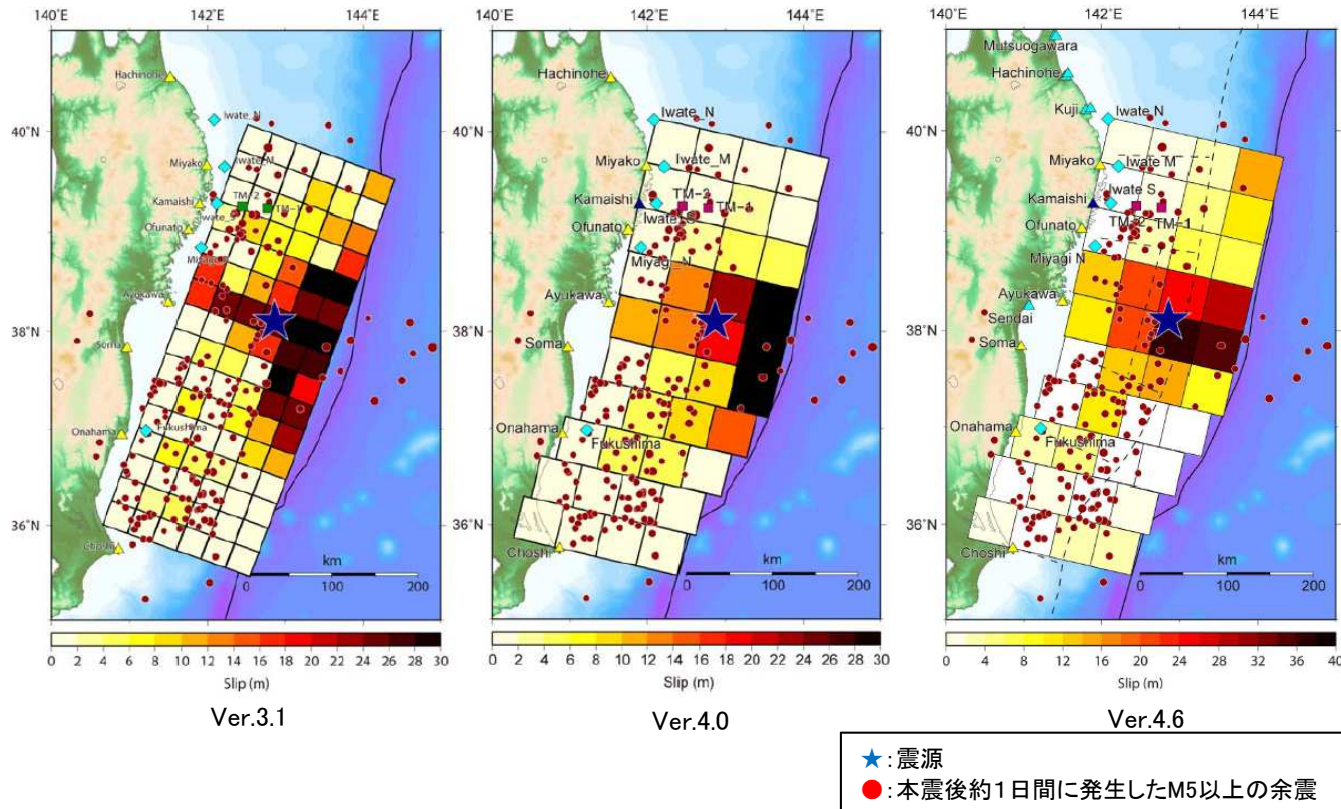 140°E 142°E 144°E
Hachinohe
Iwate_N
40°N
Miyako
Iwate_M
TM-2
TM-1
Kamaishi
Iwate_S
Ofunato
Miyagi_N
Ayukawa
38°N
Soma
Onahama
Fukushima
36°N
Choshi
km
0 100 200
0 2 4 6 8 10 12 14 16 18 20 22 24 26 28 30
Slip (m)
Ver.3.1
140°E 142°E 144°E
Hachinohe
Iwate_N
40°N
Miyako
Iwate_M
TM-2
TM-1
Kamaishi
Iwate_S
Ofunato
Miyagi_N
Ayukawa
38°N
Soma
Onahama
Fukushima
36°N
Choshi
km
0 100 200
0 2 4 6 8 10 12 14 16 18 20 22 24 26 28 30
Slip (m)
Ver.4.0
140°E 142°E 144°E
Mutsuogawara
Hachinohe
Kuji
Iwate N
40°N
Miyako
Iwate M
Iwate S
Kamaishi
TM-2
TM-1
Ofunato
Miyagi N
Ayukawa
Sendai
38°N
Soma
Onahama
Fukushima
36°N
Choshi
km
0 100 200
0 4 8 12 16 20 24 28 32 36 40
Slip (m)
Ver.4.6
★:震源
●:本震後約1日間に発生したM5以上の余震